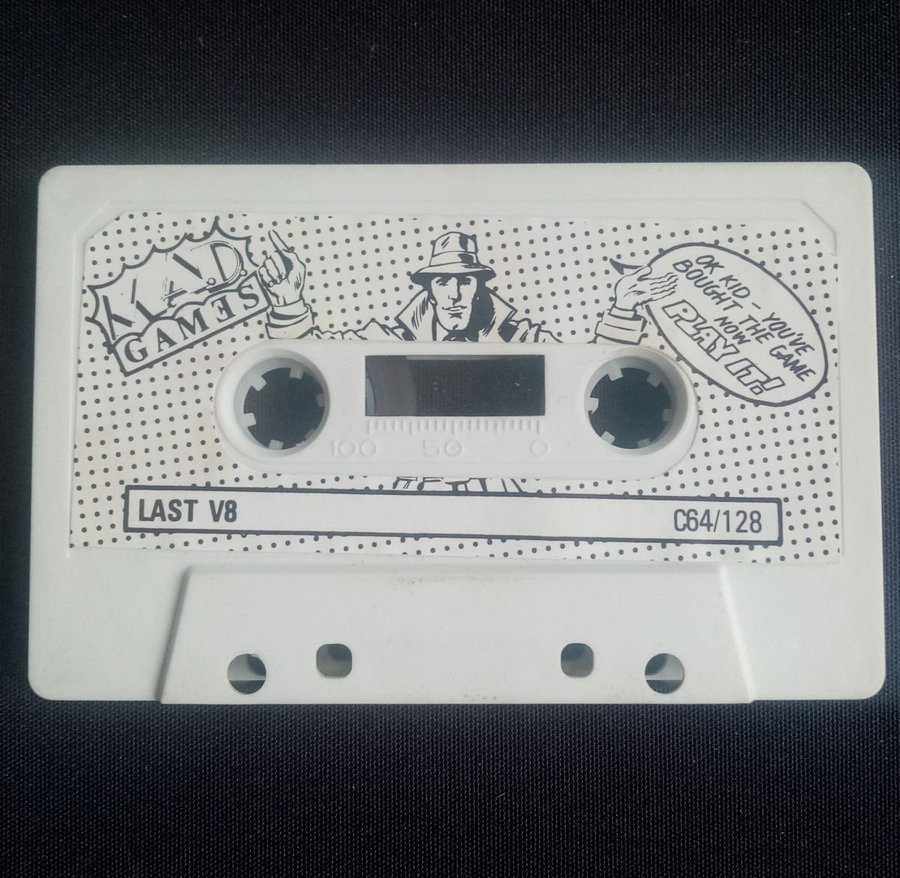 M.A.D.
GAMES
OK KID - YOU'VE
BOUGHT THE GAME
NOW
PLAY IT!
100 50 0
LAST V8
C64/128